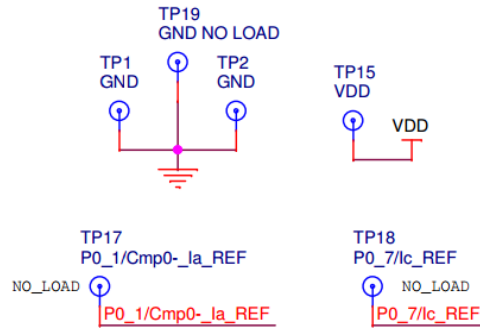 TP19
GND NO LOAD
TP1
GND
TP2
GND
TP15
VDD
VDD
TP17
P0_1/Cmp0-_Ia_REF
NO_LOAD
P0_1/Cmp0-_Ia_REF
TP18
P0_7/Ic_REF
NO_LOAD
P0_7/Ic_REF